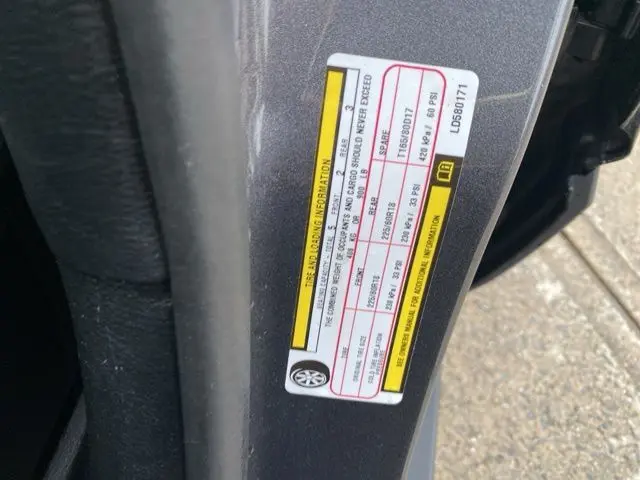 TIRE AND LOADING INFORMATION
SEATING CAPACITY - TOTAL 5 FRONT 2 REAR 3
THE COMBINED WEIGHT OF OCCUPANTS AND CARGO SHOULD NEVER EXCEED
408 KG OR 900 LB
TIRE FRONT REAR SPARE
ORIGINAL TIRE SIZE 225/60R18 225/60R18 T165/80D17
COLD TIRE INFLATION PRESSURE 230 kPa / 33 PSI 230 kPa / 33 PSI 420 kPa / 60 PSI
SEE OWNER MANUAL FOR ADDITIONAL INFORMATION
LD580171